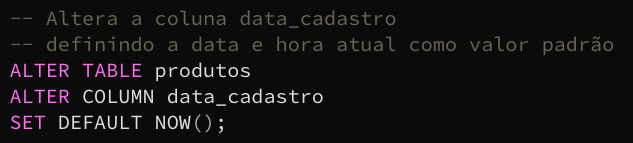 -- Altera a coluna data_cadastro
-- definindo a data e hora atual como valor padrão
ALTER TABLE produtos
ALTER COLUMN data_cadastro
SET DEFAULT NOW();